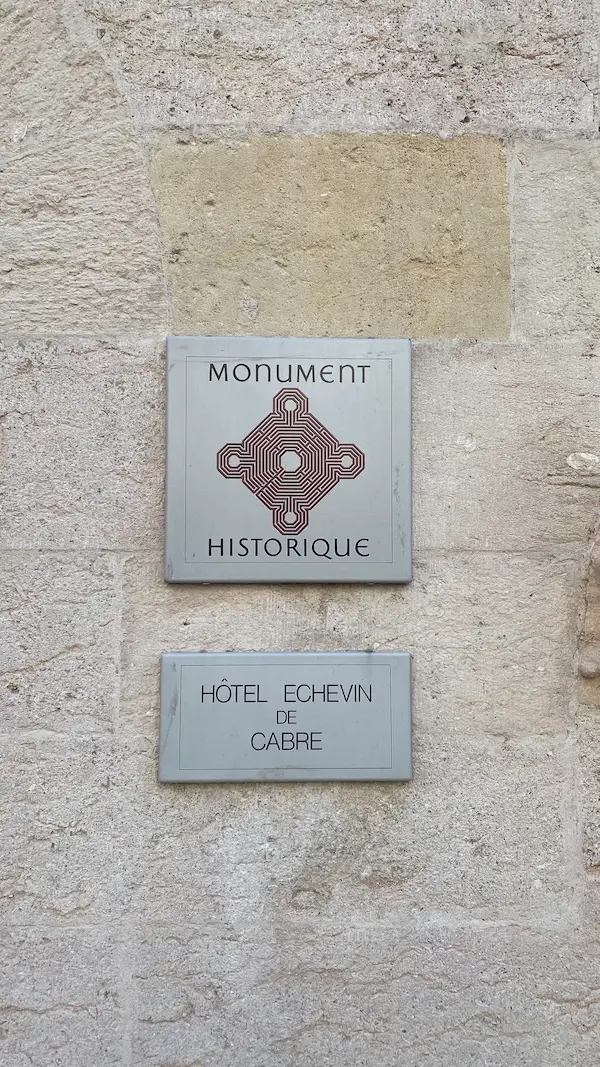 MONUMENT
HISTORIQUE
HÔTEL ECHEVIN
DE
CABRE